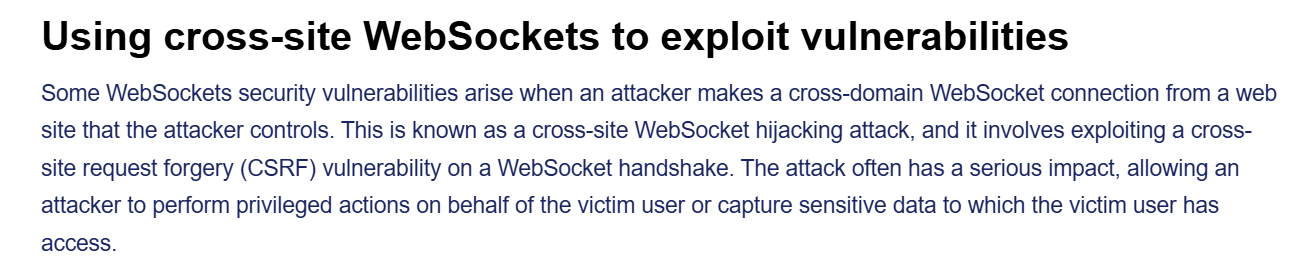 Using cross-site WebSockets to exploit vulnerabilities
Some WebSockets security vulnerabilities arise when an attacker makes a cross-domain WebSocket connection from a web
site that the attacker controls. This is known as a cross-site WebSocket hijacking attack, and it involves exploiting a cross-
site request forgery (CSRF) vulnerability on a WebSocket handshake. The attack often has a serious impact, allowing an
attacker to perform privileged actions on behalf of the victim user or capture sensitive data to which the victim user has
access.